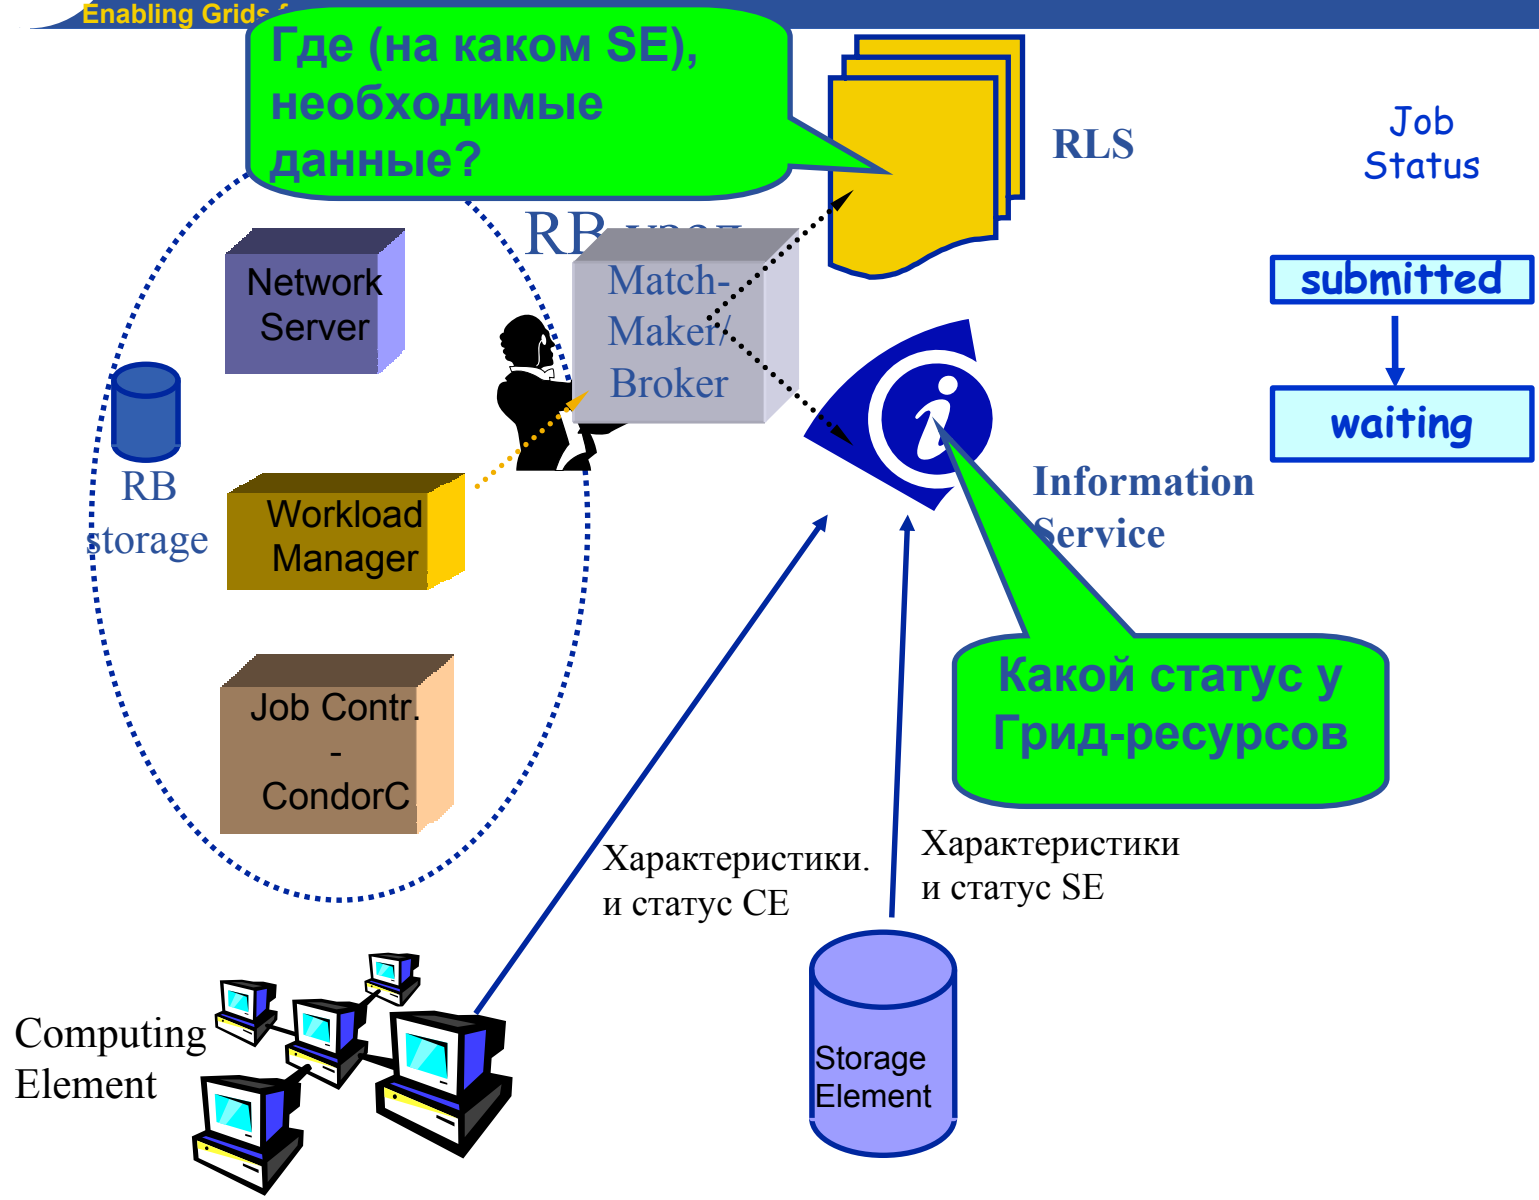 Enabling Grids
Где (на каком SE),
необходимые
данные?
RLS
Job
Status
RB узел
Network
Server
Match-
Maker/
Broker
submitted
waiting
RB
storage
Workload
Manager
Information
Service
Job Contr.
-
CondorC
Какой статус у
Грид-ресурсов
Характеристики.
и статус CE
Характеристики
и статус SE
Computing
Element
Storage
Element